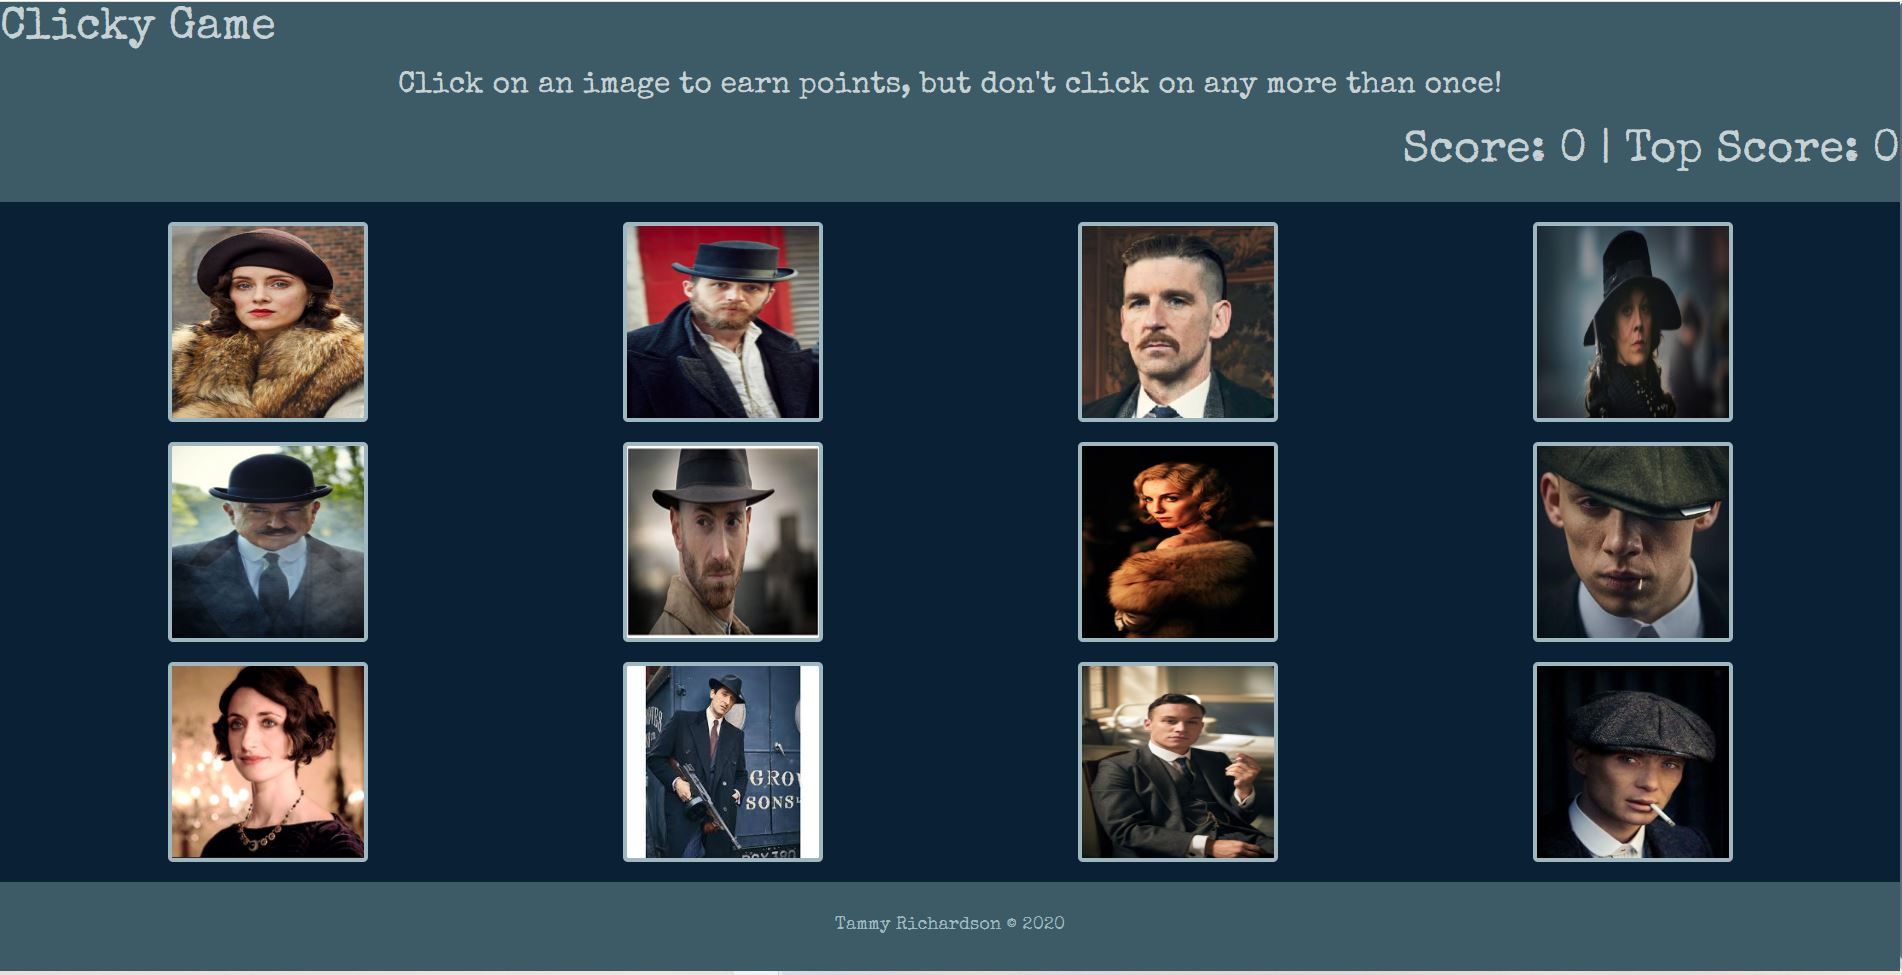 Clicky Game
Click on an image to earn points, but don't click on any more than once!
Score: 0 | Top Score: 0
GRO
SONS
Tammy Richardson © 2020